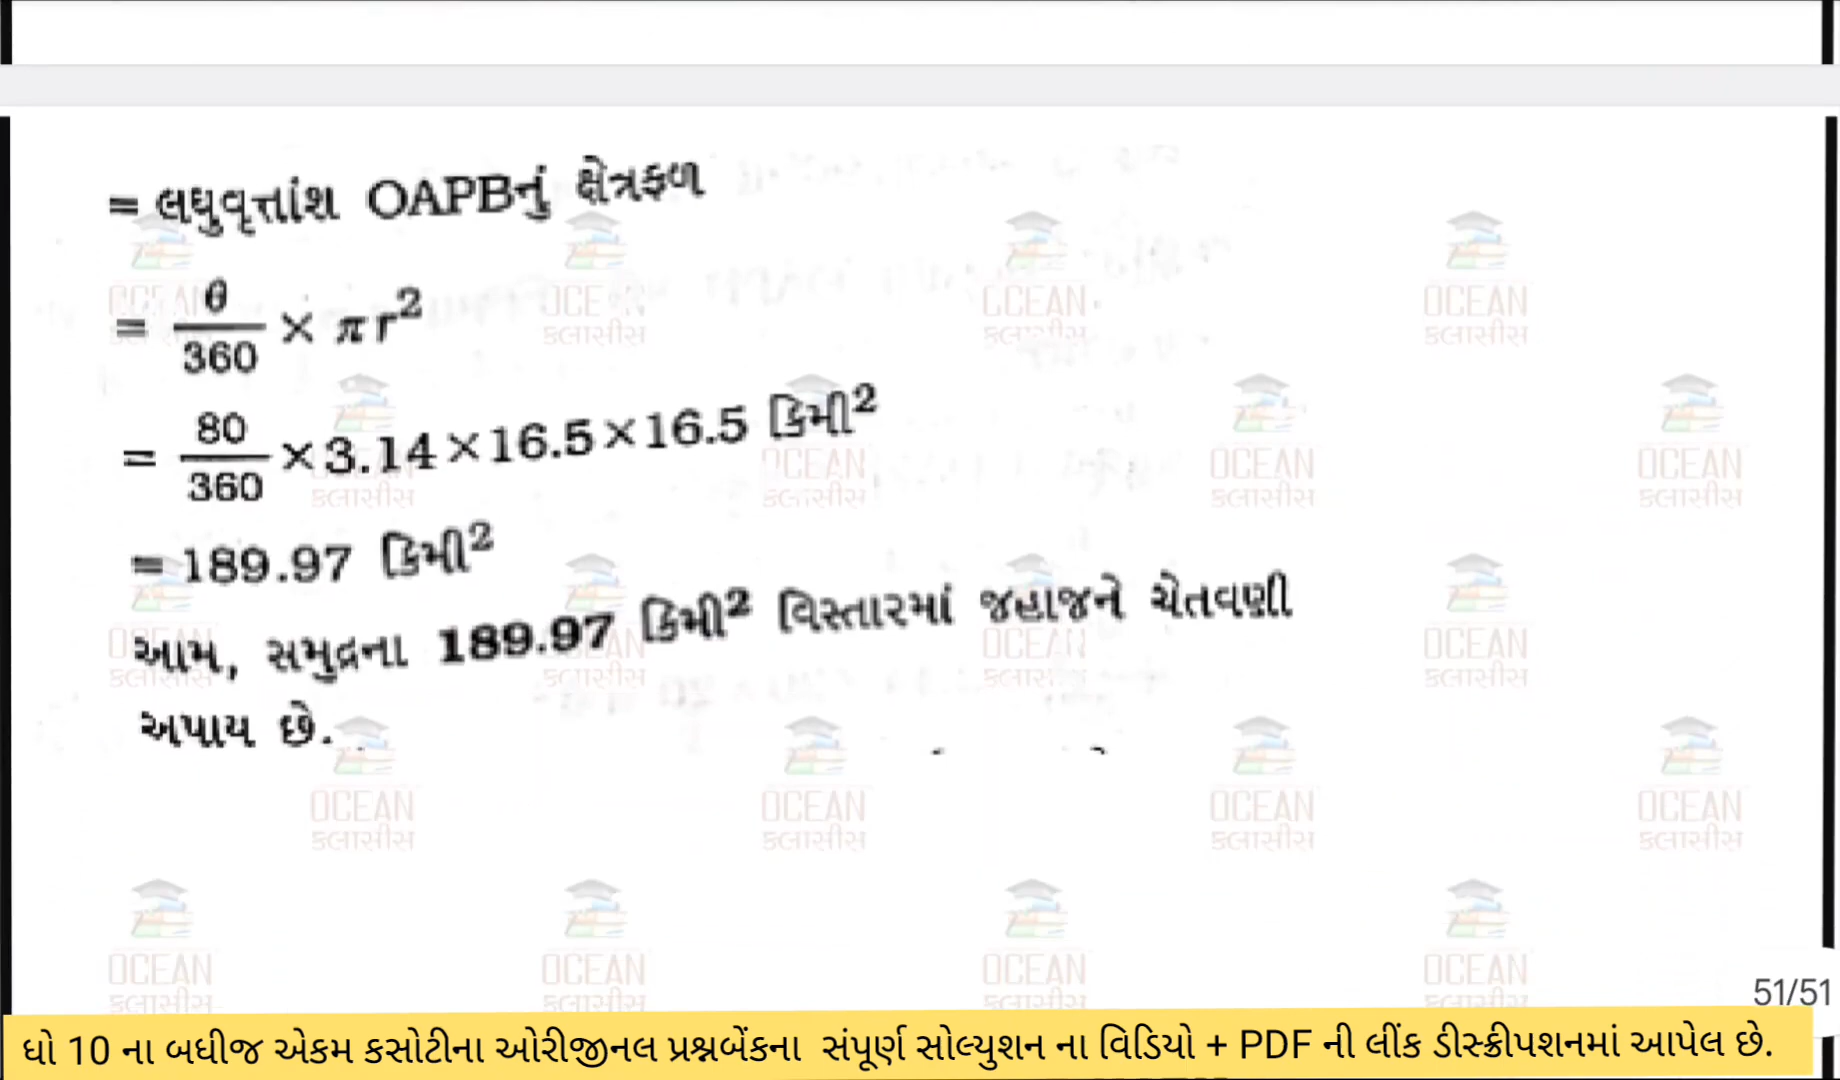 = લઘુવૃત્તાંશ OAPBનું ક્ષેત્રફળ
= θ/360 × πr²
= 80/360 × 3.14 × 16.5 × 16.5 કિમી²
= 189.97 કિમી²
આમ, સમુદ્રના 189.97 કિમી² વિસ્તારમાં જહાજને ચેતવણી
અપાય છે.
OCEAN
ક્લાસીસ
51/51
ધો 10 ના બધીજ એકમ કસોટીના ઓરીજીનલ પ્રશ્નબેંકના સંપૂર્ણ સોલ્યુશન ના વિડિયો + PDF ની લીંક ડીસ્ક્રીપશનમાં આપેલ છે.